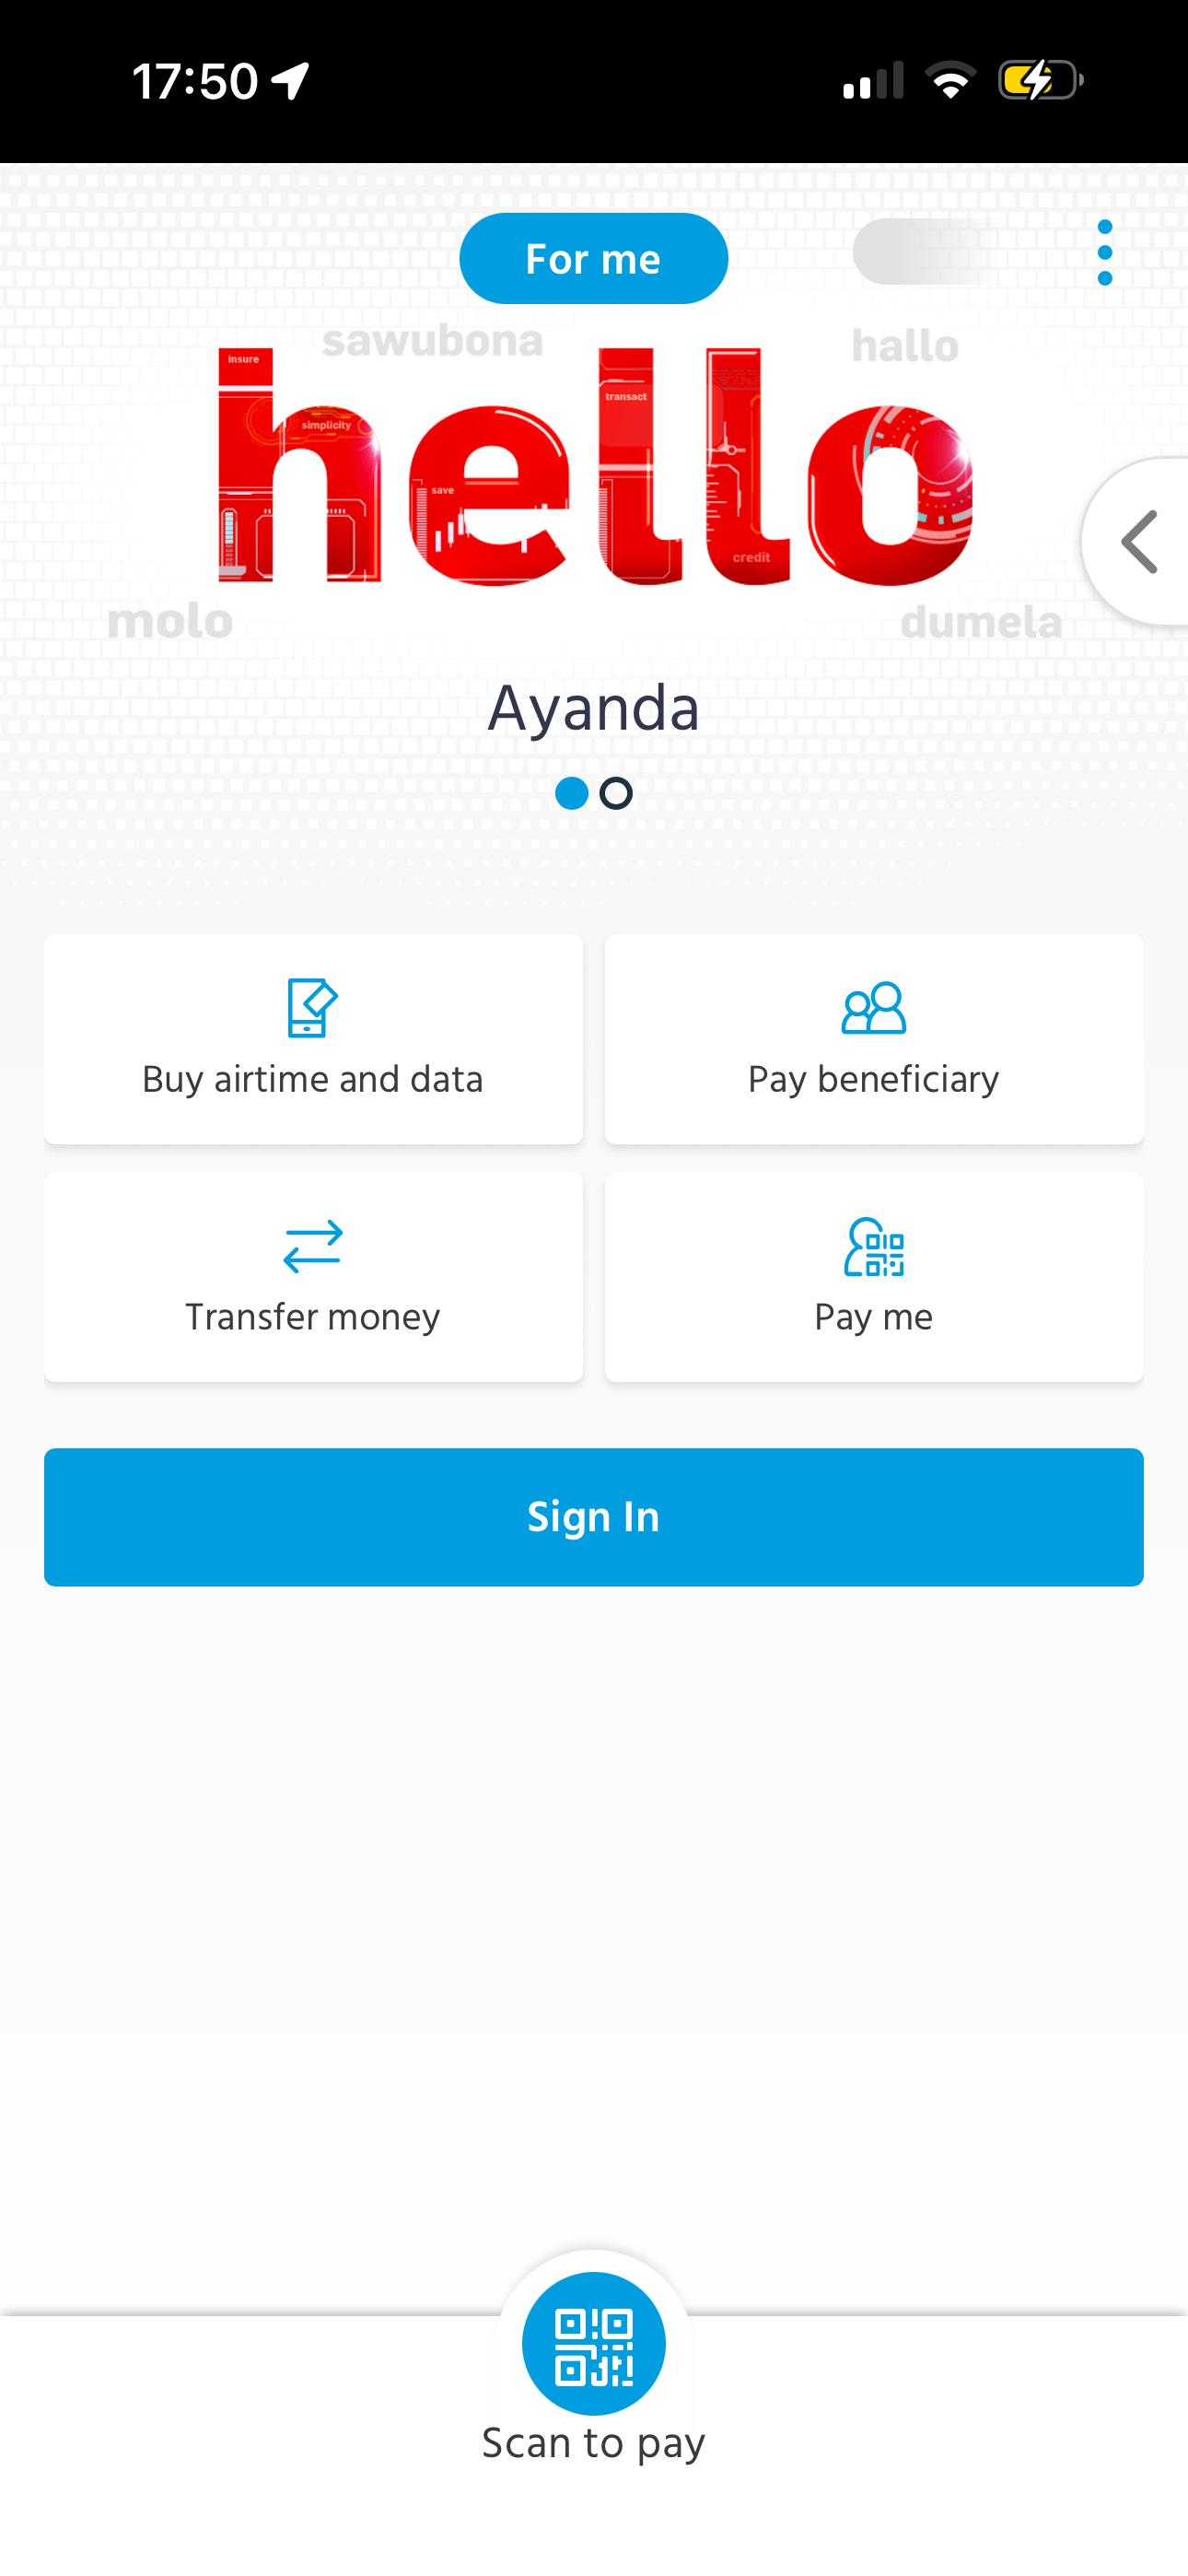 17:50
For me
sawubona
hallo
insure
hello
transact
simplicity
save
credit
molo
dumela
Ayanda
Buy airtime and data
Pay beneficiary
Transfer money
Pay me
Sign In
Scan to pay